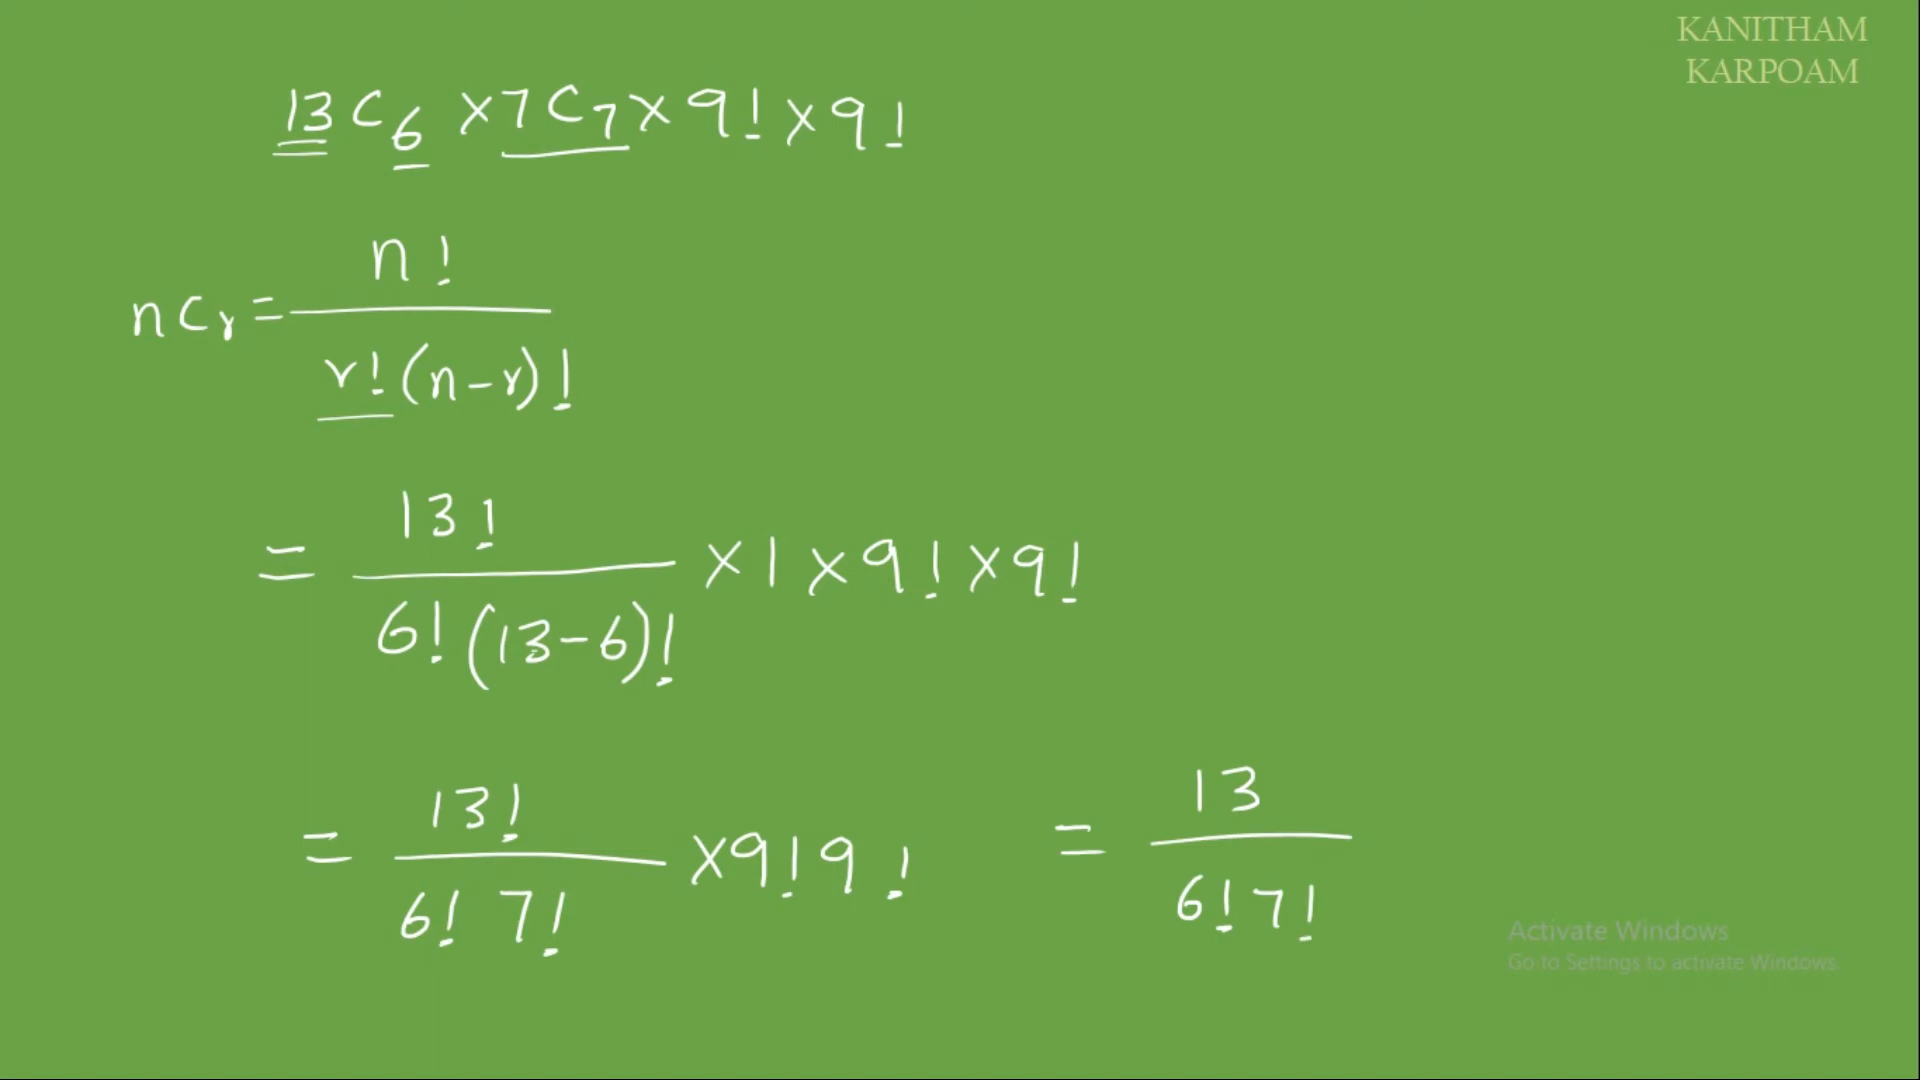 KANITHAM
KARPOAM
13C₆ × 7C₇ × 9! × 9!
nCᵣ = n! / r!(n-r)!
= 13! / 6!(13-6)! × 1 × 9! × 9!
= 13! / 6! 7! × 9! 9! = 13 / 6! 7!
Activate Windows
Go to Settings to activate Windows.